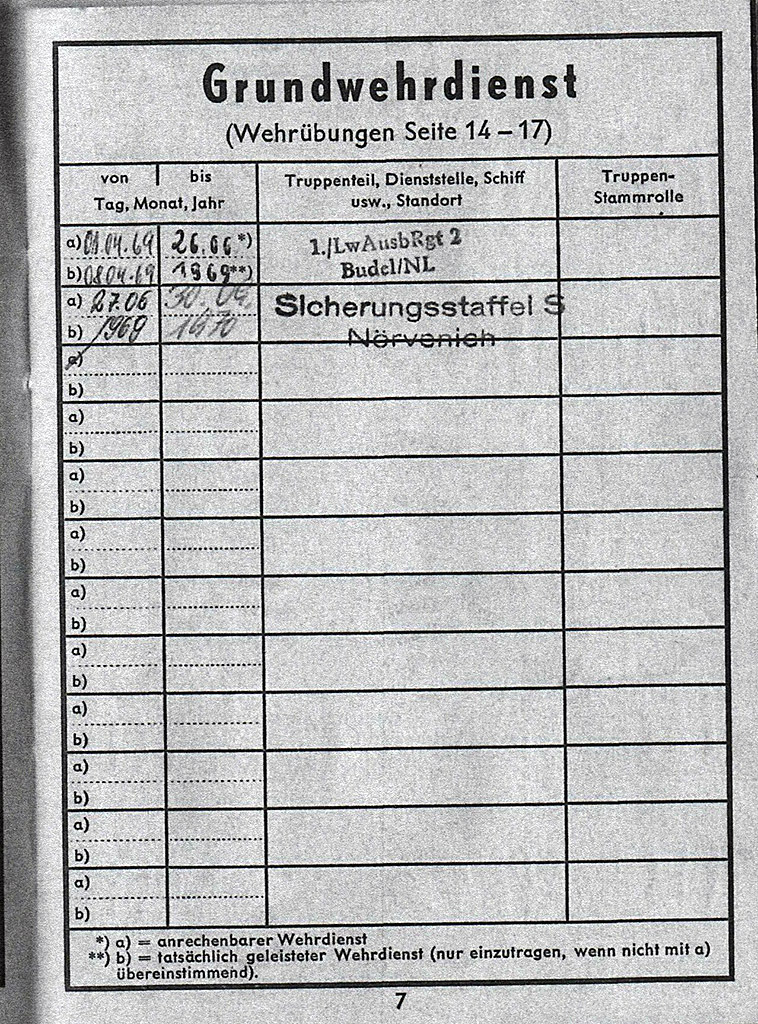 Grundwehrdienst
(Wehrübungen Seite 14 – 17)
von bis
Tag, Monat, Jahr
Truppenteil, Dienststelle, Schiff
usw., Standort
Truppen-
Stammrolle
a) 01.04.69 26.06 *)
1./LwAusbRgt 2
b) 08.04.69 1969 **)
Budel/NL
a) 27.06 30.09.
Sicherungsstaffel S
b) 1969 1970
Nörvenich
a)
b)
a)
b)
a)
b)
a)
b)
a)
b)
a)
b)
a)
b)
a)
b)
a)
b)
a)
b)
*) a) = anrechenbarer Wehrdienst
**) b) = tatsächlich geleisteter Wehrdienst (nur einzutragen, wenn nicht mit a)
übereinstimmend).
7